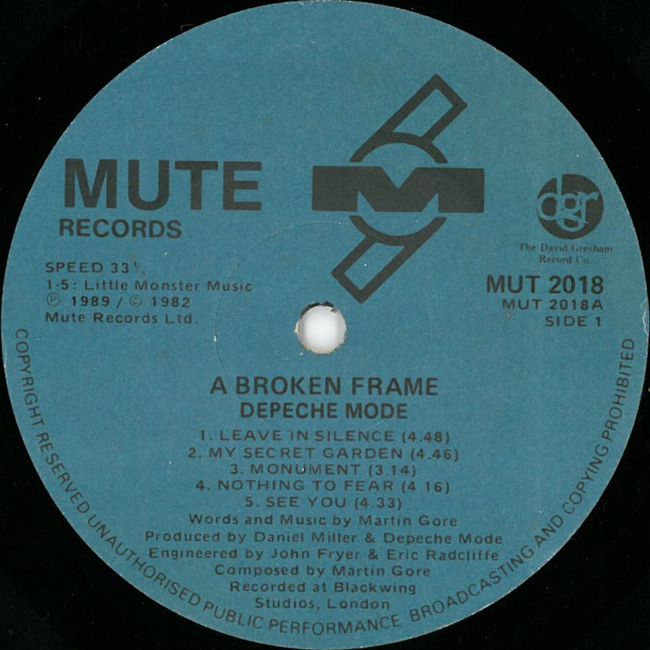 MUTE
RECORDS
M
dgr
The David Gresham
Record Co.
SPEED 33⅓
1-5: Little Monster Music
℗ 1989 / © 1982
Mute Records Ltd.
MUT 2018
MUT 2018A
SIDE 1
A BROKEN FRAME
DEPECHE MODE
1. LEAVE IN SILENCE (4.48)
2. MY SECRET GARDEN (4.46)
3. MONUMENT (3.14)
4. NOTHING TO FEAR (4 16)
5. SEE YOU (4.33)
Words and Music by Martin Gore
Produced by Daniel Miller & Depeche Mode
Engineered by John Fryer & Eric Radcliffe
Composed by Martin Gore
Recorded at Blackwing
Studios, London
COPYRIGHT RESERVED UNAUTHORISED PUBLIC PERFORMANCE BROADCASTING AND COPYING PROHIBITED